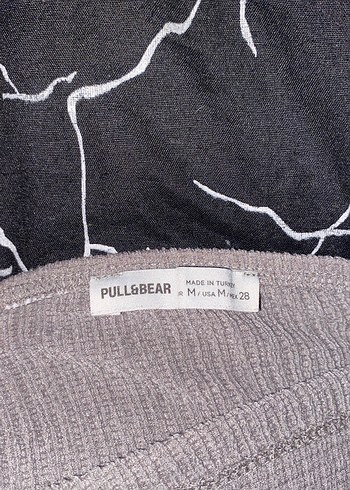 PULL&BEAR
MADE IN TURKEY
R M / USA M / MEX 28